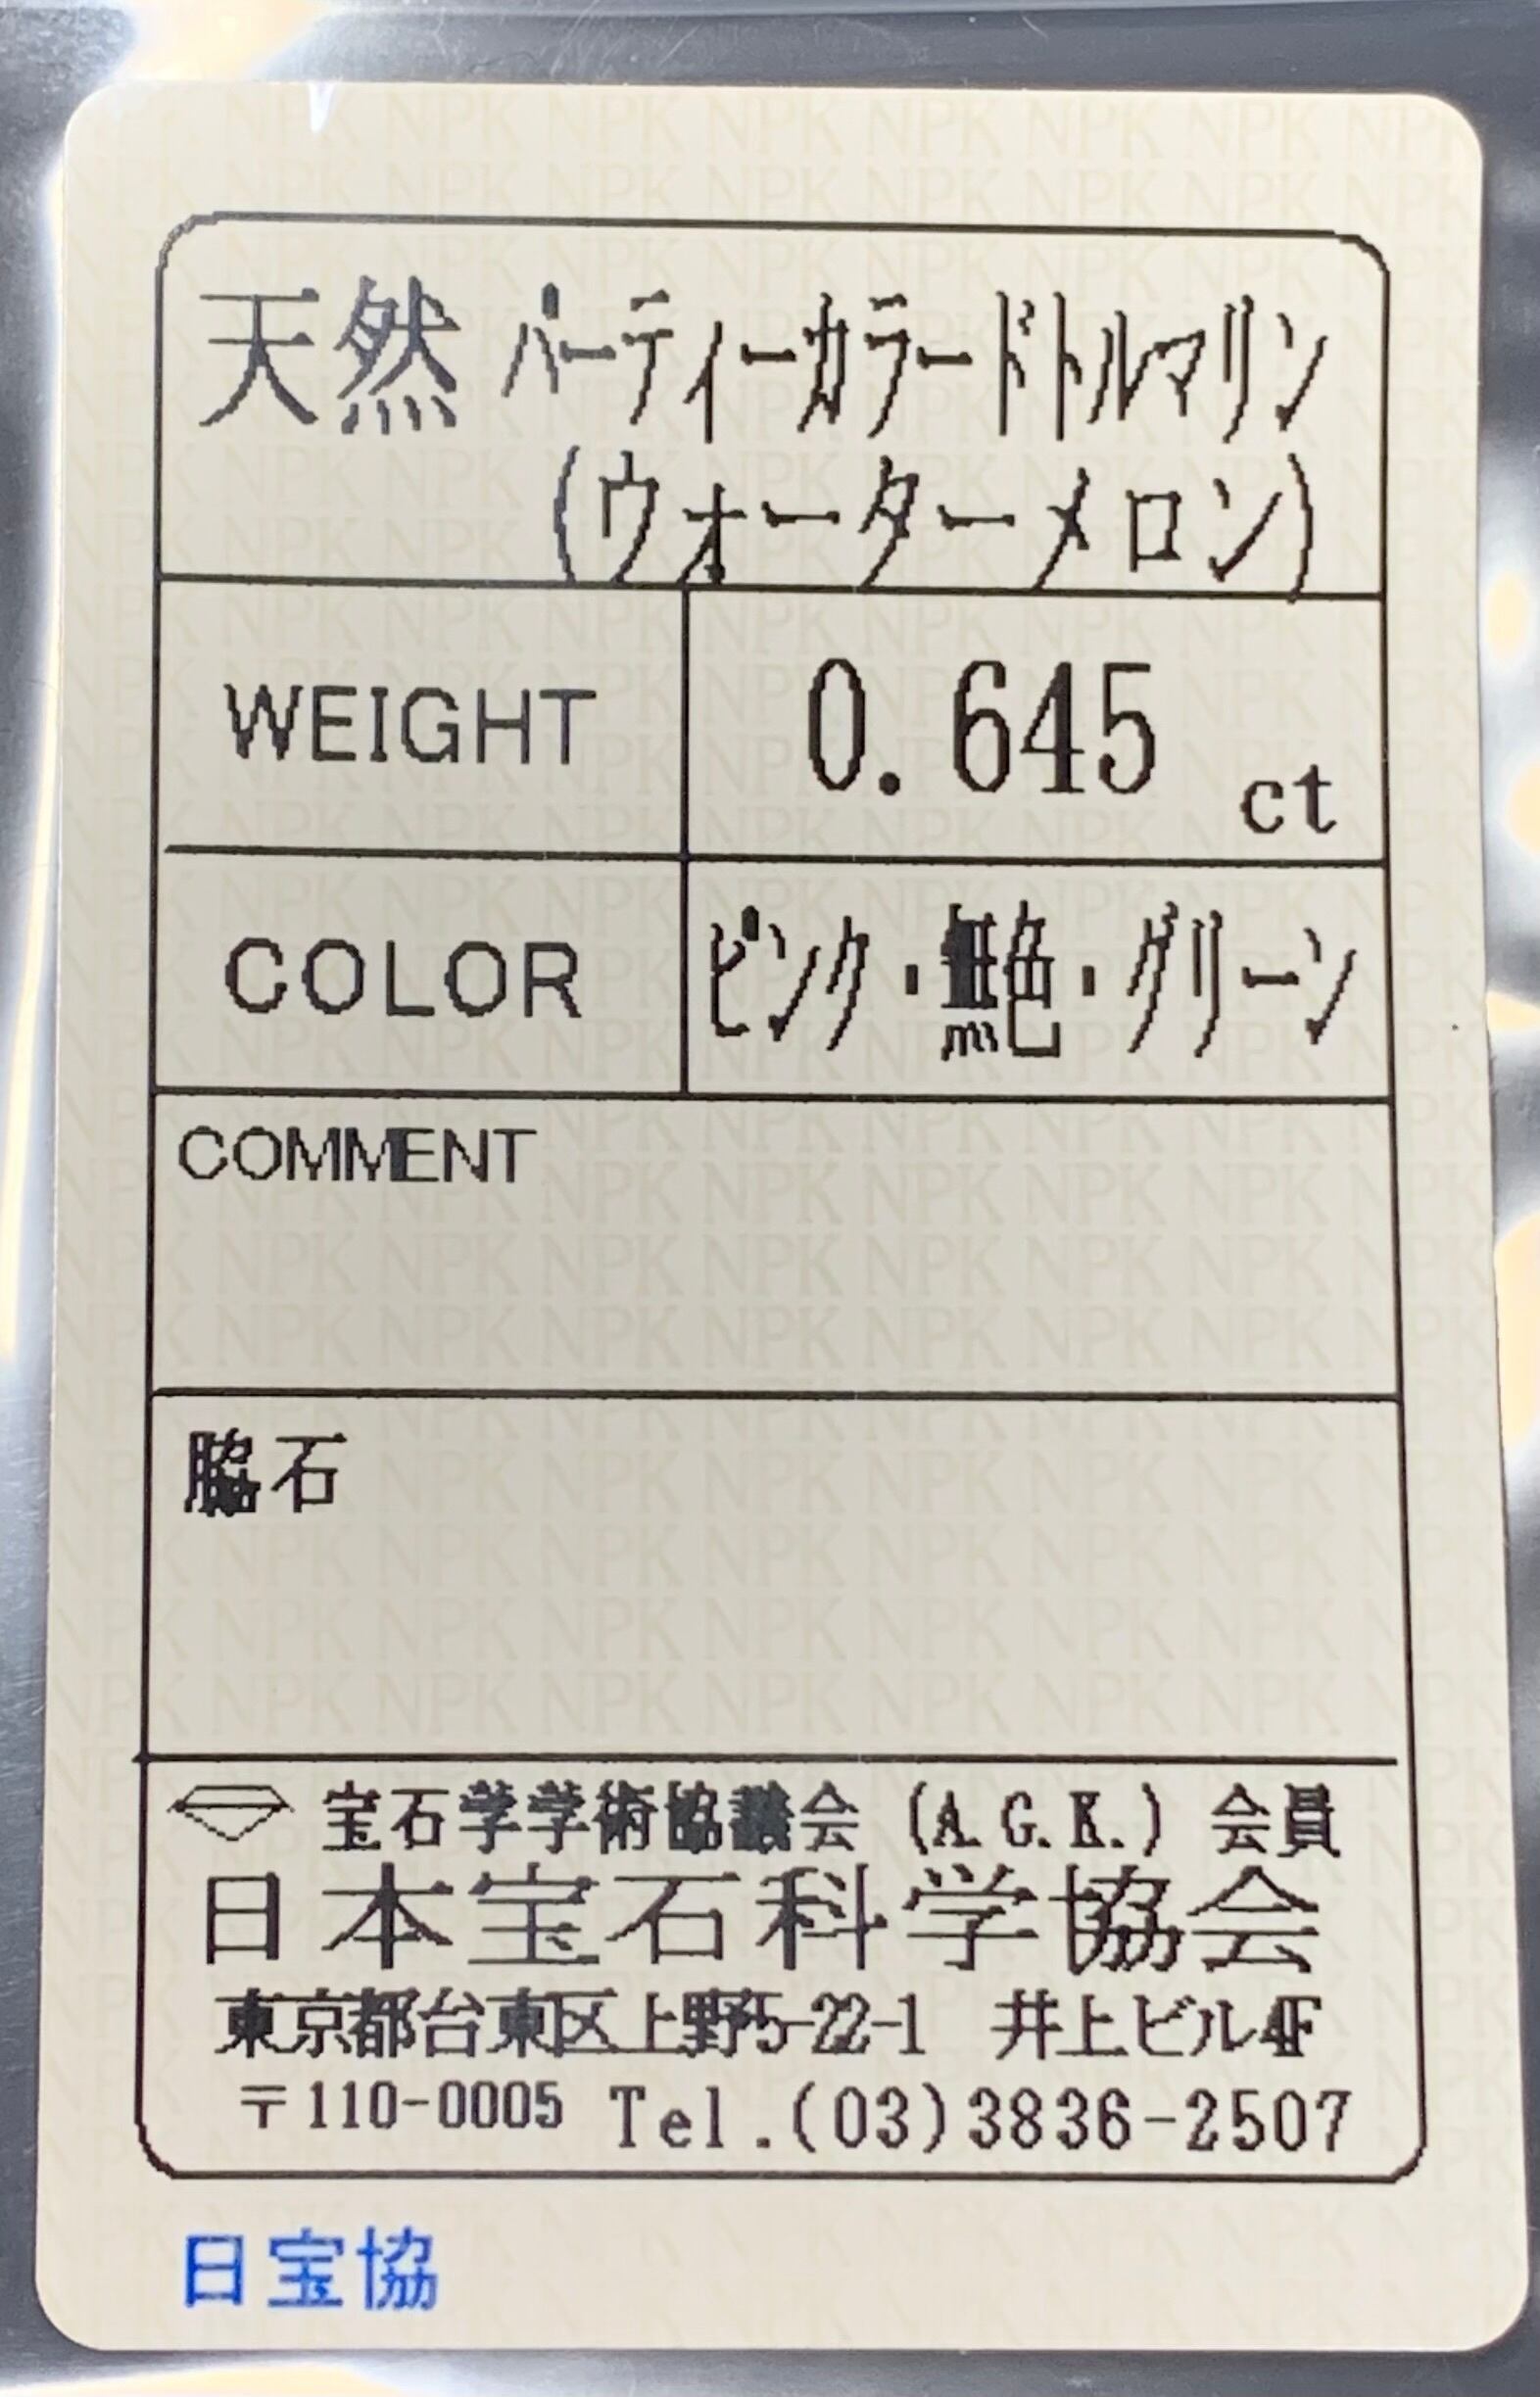 天然 パーティーカラードトルマリン
(ウォーターメロン)
WEIGHT 0.645 ct
COLOR ピンク・無色・グリーン
COMMENT
脇石
宝石学学術協議会 (A.G.K.) 会員
日本宝石科学協会
東京都台東区上野5-22-1 井上ビル4F
〒110-0005 Tel.(03)3836-2507
日宝協